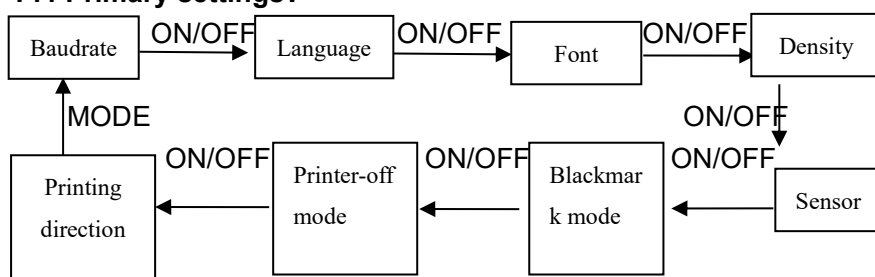 Primary settings:
ON/OFF ON/OFF ON/OFF
Baudrate Language Font Density
MODE ON/OFF
ON/OFF ON/OFF ON/OFF
Printing Printer-off Blackmar Sensor
direction mode k mode